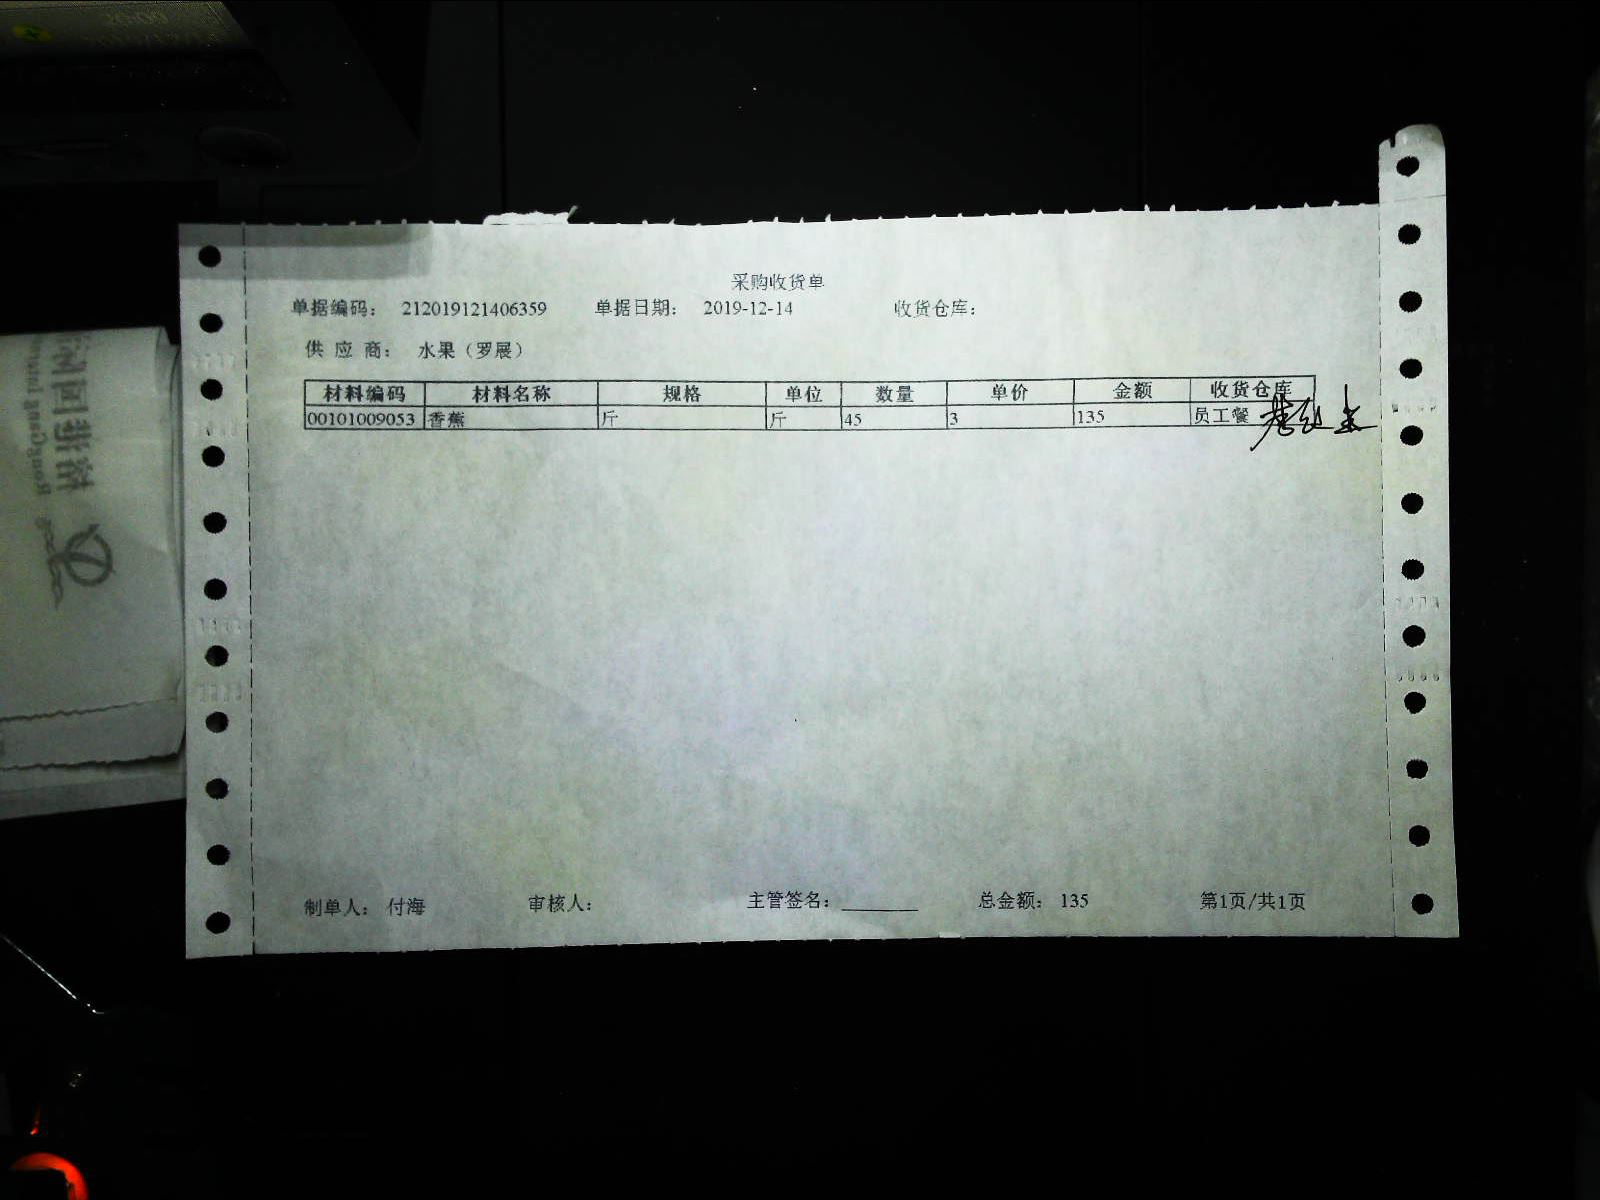 采购收货单
单据编码: 212019121406359 单据日期: 2019-12-14 收货仓库:
供 应 商: 水果（罗展）
材料编码 材料名称 规格 单位 数量 单价 金额 收货仓库
00101009053 香蕉 斤 斤 45 3 135 员工餐
制单人: 付海 审核人: 主管签名: ________ 总金额: 135 第1页/共1页